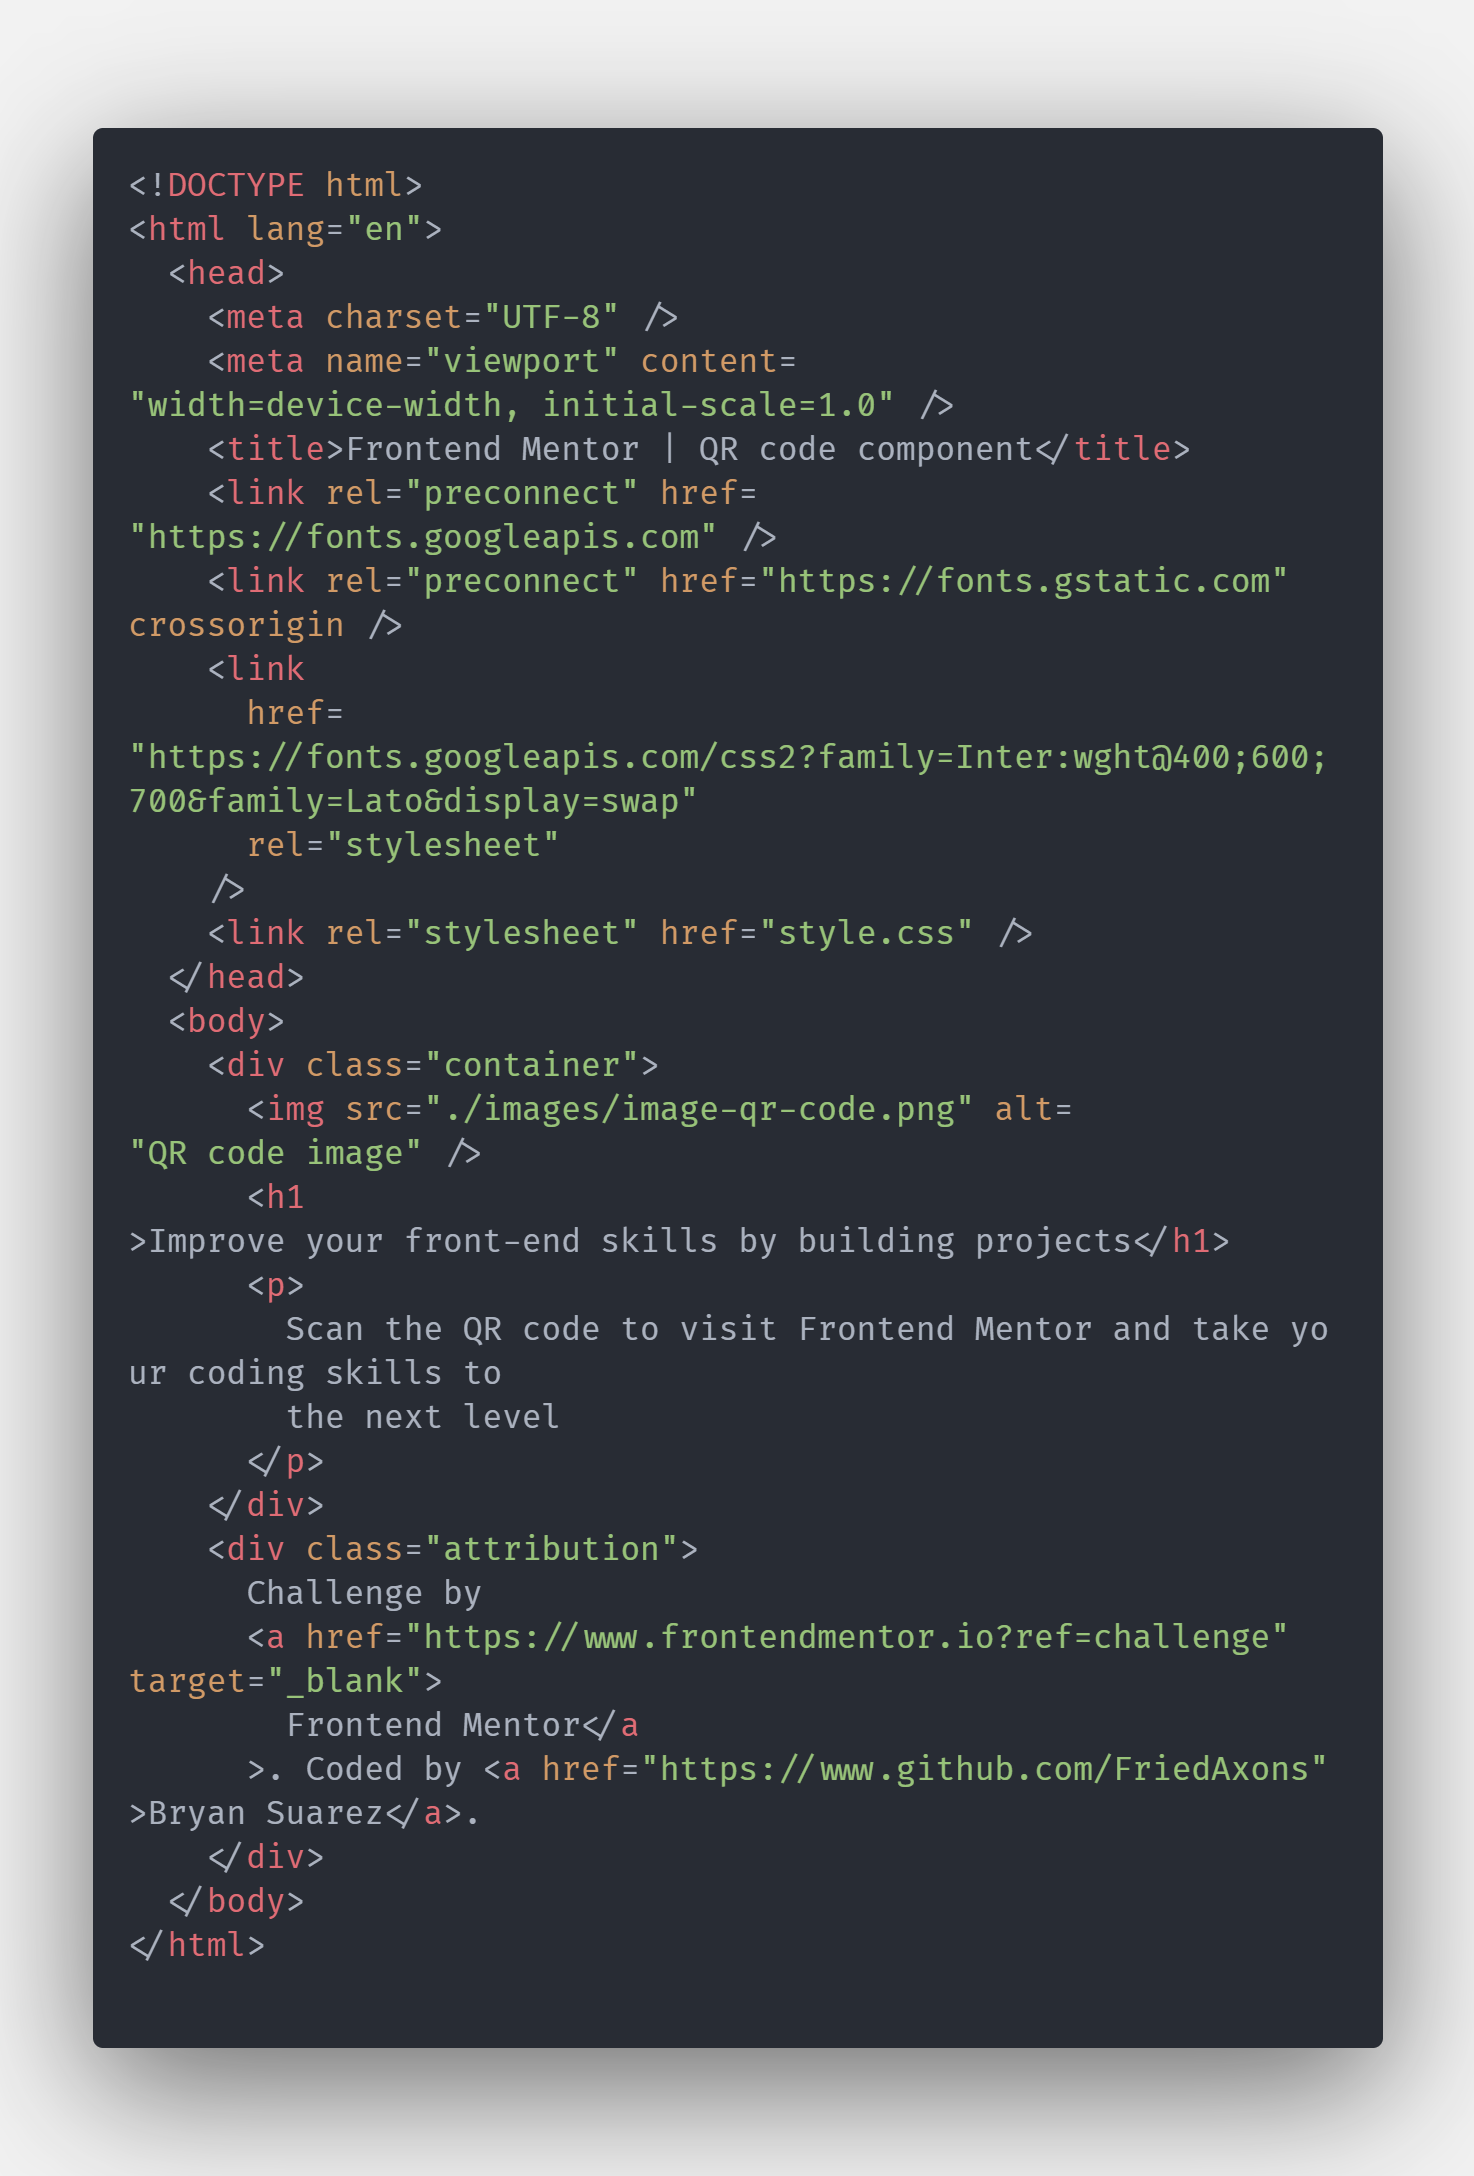 <!DOCTYPE html>
<html lang="en">
  <head>
    <meta charset="UTF-8" />
    <meta name="viewport" content=
"width=device-width, initial-scale=1.0" />
    <title>Frontend Mentor | QR code component</title>
    <link rel="preconnect" href=
"https://fonts.googleapis.com" />
    <link rel="preconnect" href="https://fonts.gstatic.com"
crossorigin />
    <link
      href=
"https://fonts.googleapis.com/css2?family=Inter:wght@400;600;
700&family=Lato&display=swap"
      rel="stylesheet"
    />
    <link rel="stylesheet" href="style.css" />
  </head>
  <body>
    <div class="container">
      <img src="./images/image-qr-code.png" alt=
"QR code image" />
      <h1
>Improve your front-end skills by building projects</h1>
      <p>
        Scan the QR code to visit Frontend Mentor and take yo
ur coding skills to
        the next level
      </p>
    </div>
    <div class="attribution">
      Challenge by
      <a href="https://www.frontendmentor.io?ref=challenge"
target="_blank">
        Frontend Mentor</a
      >. Coded by <a href="https://www.github.com/FriedAxons"
>Bryan Suarez</a>.
    </div>
  </body>
</html>